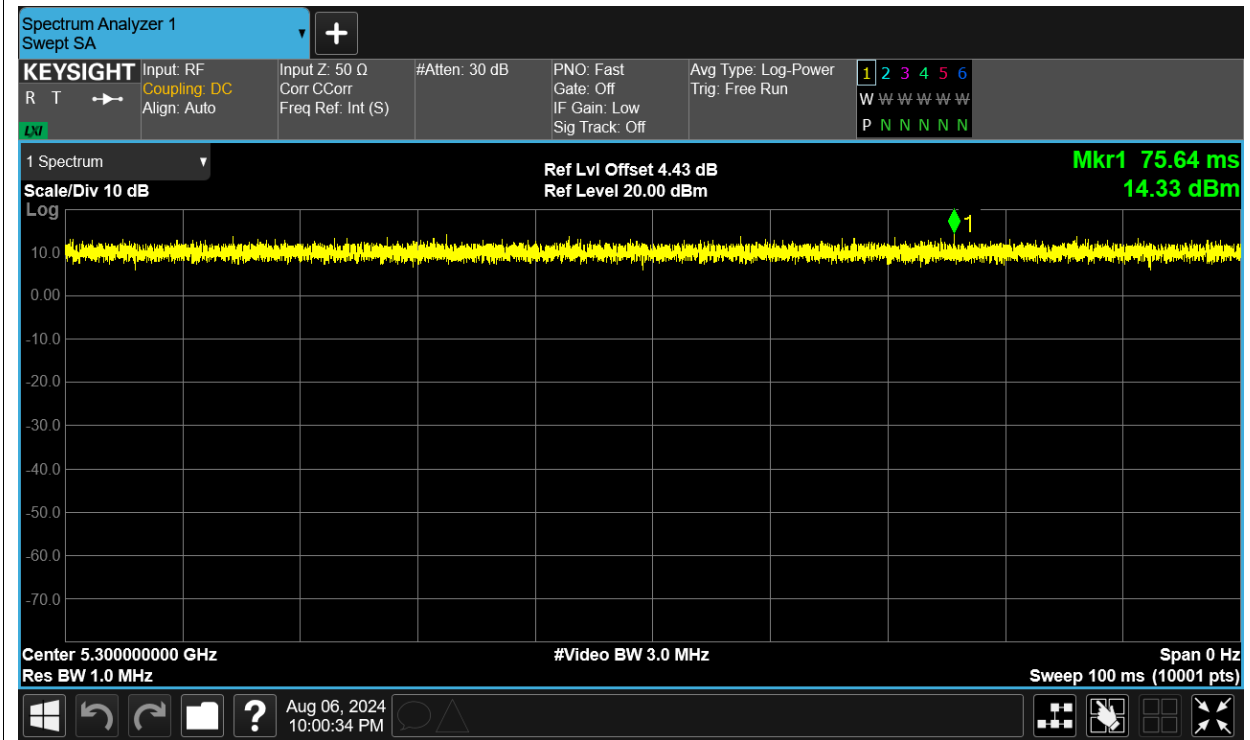 Spectrum Analyzer 1
Swept SA
KEYSIGHT
R T
LXI
Input: RF
Coupling: DC
Align: Auto
Input Z: 50 Ω
Corr CCorr
Freq Ref: Int (S)
#Atten: 30 dB
PNO: Fast
Gate: Off
IF Gain: Low
Sig Track: Off
Avg Type: Log-Power
Trig: Free Run
1 2 3 4 5 6
W W W W W W
P N N N N N
1 Spectrum
Scale/Div 10 dB
Log
Ref Lvl Offset 4.43 dB
Ref Level 20.00 dBm
Mkr1 75.64 ms
14.33 dBm
1
10.0
0.00
-10.0
-20.0
-30.0
-40.0
-50.0
-60.0
-70.0
Center 5.300000000 GHz
Res BW 1.0 MHz
#Video BW 3.0 MHz
Span 0 Hz
Sweep 100 ms (10001 pts)
?
Aug 06, 2024
10:00:34 PM